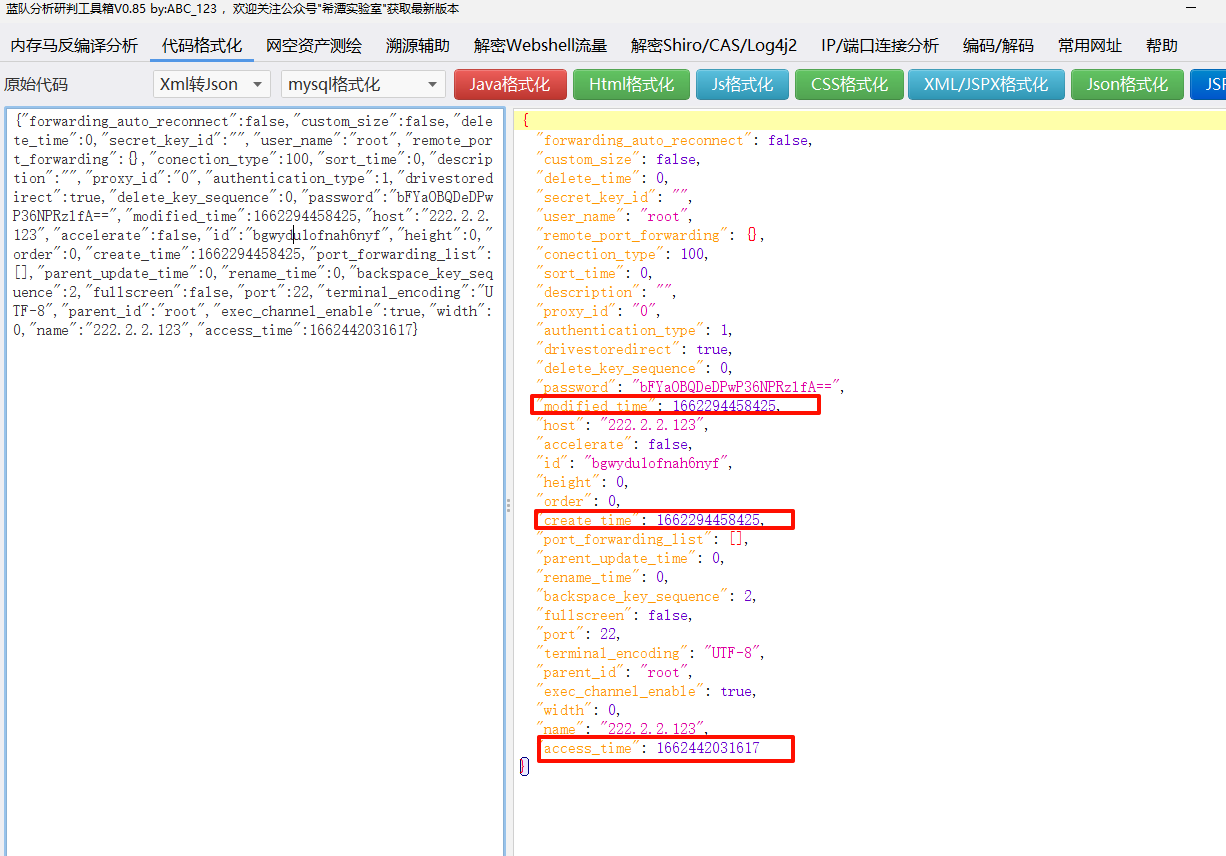 蓝队分析研判工具箱V0.85 by:ABC_123 ，欢迎关注公众号"希潭实验室"获取最新版本
内存马反编译分析 代码格式化 网空资产测绘 溯源辅助 解密Webshell流量 解密Shiro/CAS/Log4j2 IP/端口连接分析 编码/解码 常用网址 帮助
原始代码 Xml转Json mysql格式化 Java格式化 Html格式化 Js格式化 CSS格式化 XML/JSPX格式化 Json格式化 JSF
{"forwarding_auto_reconnect":false,"custom_size":false,"dele
te_time":0,"secret_key_id":"","user_name":"root","remote_por
t_forwarding":{},"conection_type":100,"sort_time":0,"descrip
tion":"","proxy_id":"0","authentication_type":1,"drivestored
irect":true,"delete_key_sequence":0,"password":"bFYaOBQDeDPw
P36NPRz1fA==","modified_time":1662294458425,"host":"222.2.2.
123","accelerate":false,"id":"bgwydulofnah6nyf","height":0,"
order":0,"create_time":1662294458425,"port_forwarding_list":
[],"parent_update_time":0,"rename_time":0,"backspace_key_seq
uence":2,"fullscreen":false,"port":22,"terminal_encoding":"U
TF-8","parent_id":"root","exec_channel_enable":true,"width":
0,"name":"222.2.2.123","access_time":1662442031617}
{
"forwarding_auto_reconnect": false,
"custom_size": false,
"delete_time": 0,
"secret_key_id": "",
"user_name": "root",
"remote_port_forwarding": {},
"conection_type": 100,
"sort_time": 0,
"description": "",
"proxy_id": "0",
"authentication_type": 1,
"drivestoredirect": true,
"delete_key_sequence": 0,
"password": "bFYaOBQDeDPwP36NPRz1fA==",
"modified_time": 1662294458425,
"host": "222.2.2.123",
"accelerate": false,
"id": "bgwydulofnah6nyf",
"height": 0,
"order": 0,
"create_time": 1662294458425,
"port_forwarding_list": [],
"parent_update_time": 0,
"rename_time": 0,
"backspace_key_sequence": 2,
"fullscreen": false,
"port": 22,
"terminal_encoding": "UTF-8",
"parent_id": "root",
"exec_channel_enable": true,
"width": 0,
"name": "222.2.2.123",
"access_time": 1662442031617
}